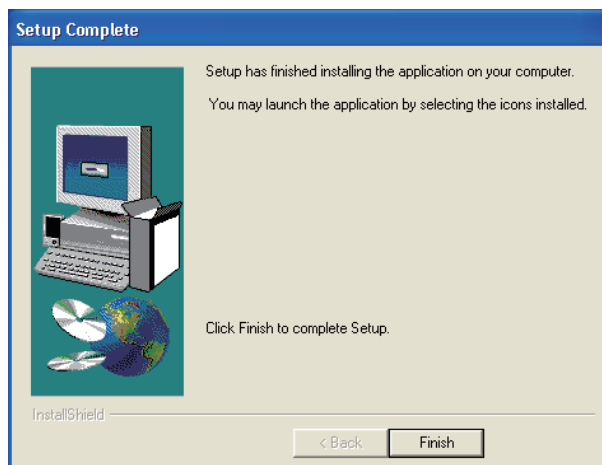 Setup Complete
Setup has finished installing the application on your computer.
You may launch the application by selecting the icons installed.
Click Finish to complete Setup.
InstallShield
< Back
Finish